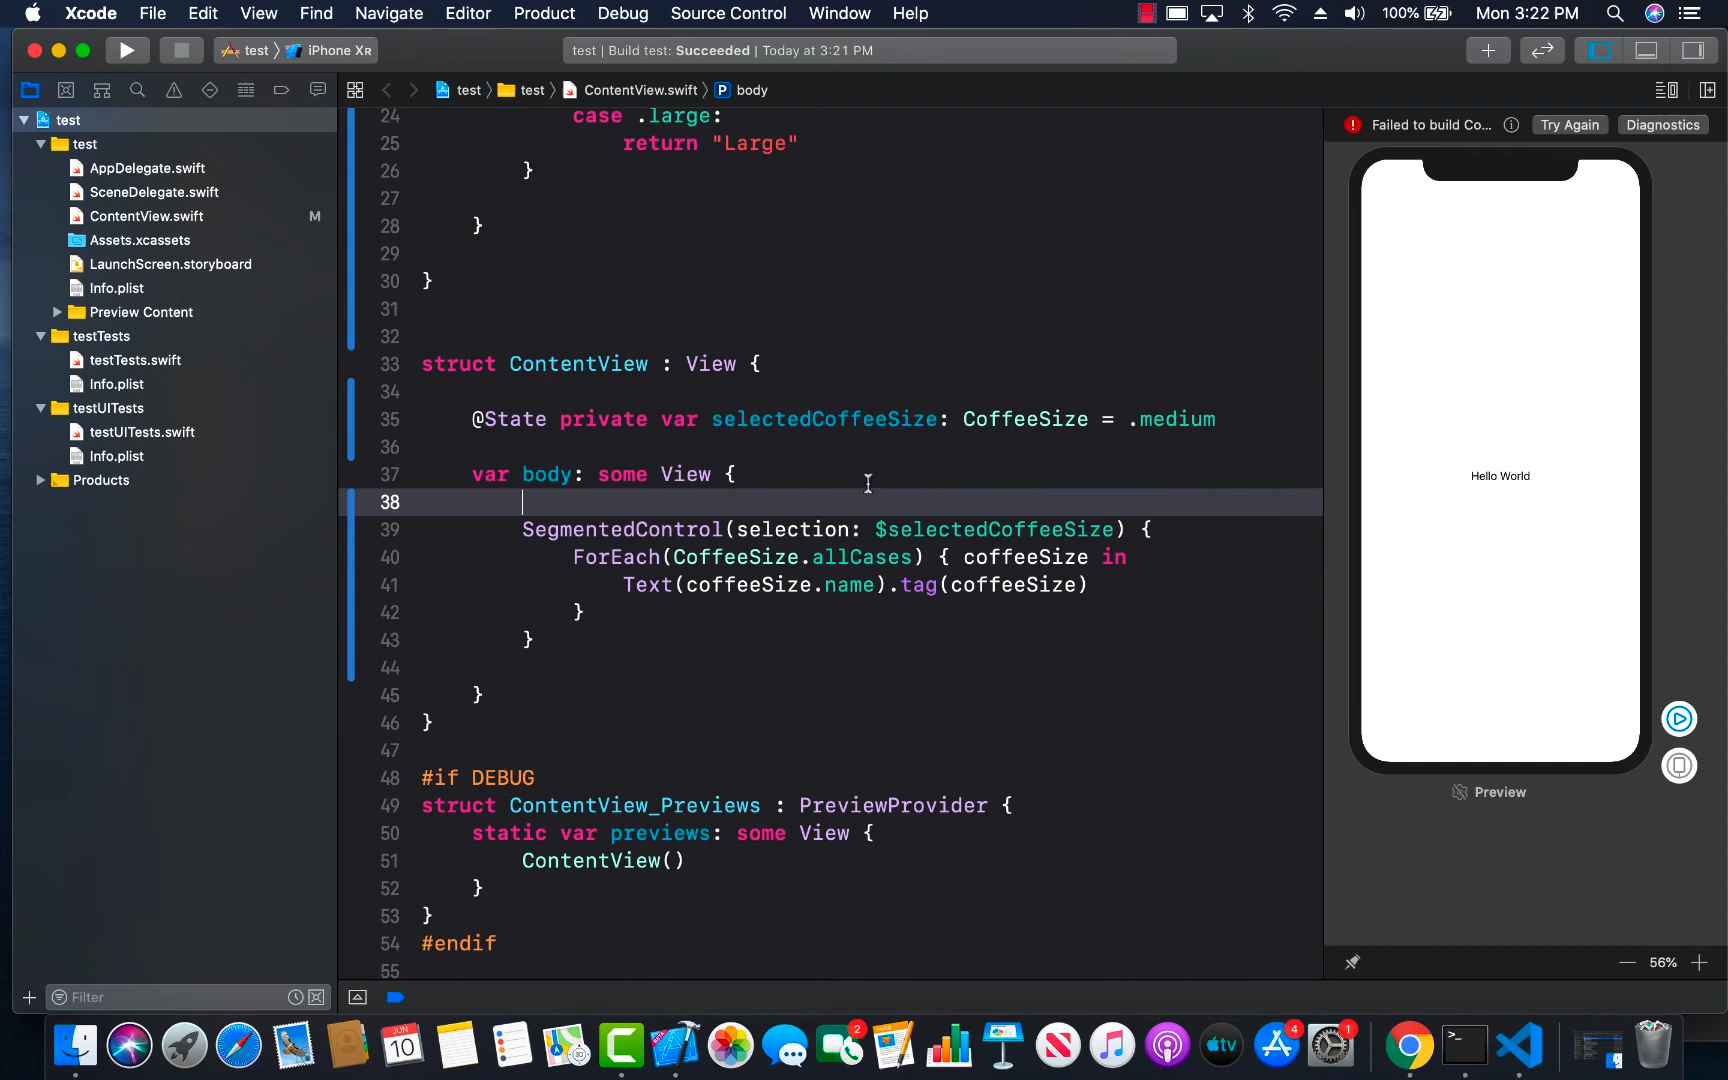 Xcode File Edit View Find Navigate Editor Product Debug Source Control Window Help 100% Mon 3:22 PM
test iPhone XR test | Build test: Succeeded | Today at 3:21 PM
test test ContentView.swift P body
test
test
AppDelegate.swift
SceneDelegate.swift
ContentView.swift M
Assets.xcassets
LaunchScreen.storyboard
Info.plist
Preview Content
testTests
testTests.swift
Info.plist
testUITests
testUITests.swift
Info.plist
Products
Filter
24 case .large:
25 return "Large"
26 }
27
28 }
29
30 }
31
32
33 struct ContentView : View {
34
35 @State private var selectedCoffeeSize: CoffeeSize = .medium
36
37 var body: some View {
38
39 SegmentedControl(selection: $selectedCoffeeSize) {
40 ForEach(CoffeeSize.allCases) { coffeeSize in
41 Text(coffeeSize.name).tag(coffeeSize)
42 }
43 }
44
45 }
46 }
47
48 #if DEBUG
49 struct ContentView_Previews : PreviewProvider {
50 static var previews: some View {
51 ContentView()
52 }
53 }
54 #endif
55
Failed to build Co... Try Again Diagnostics
Hello World
Preview
56%
JUN
10
2
tv
4
1